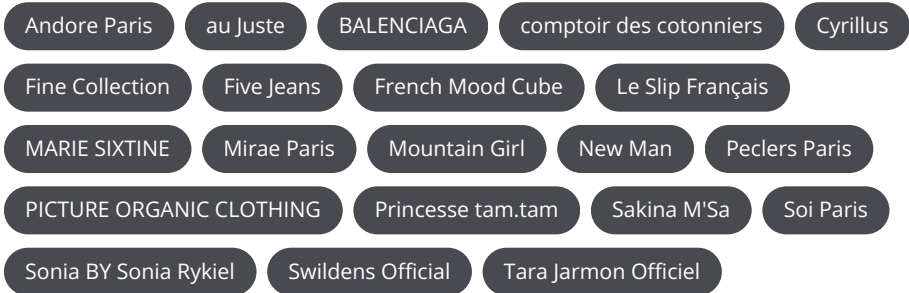 Andore Paris au Juste BALENCIAGA comptoir des cotonniers Cyrillus
Fine Collection Five Jeans French Mood Cube Le Slip Français
MARIE SIXTINE Mirae Paris Mountain Girl New Man Peclers Paris
PICTURE ORGANIC CLOTHING Princesse tam.tam Sakina M'Sa Soi Paris
Sonia BY Sonia Rykiel Swildens Official Tara Jarmon Officiel